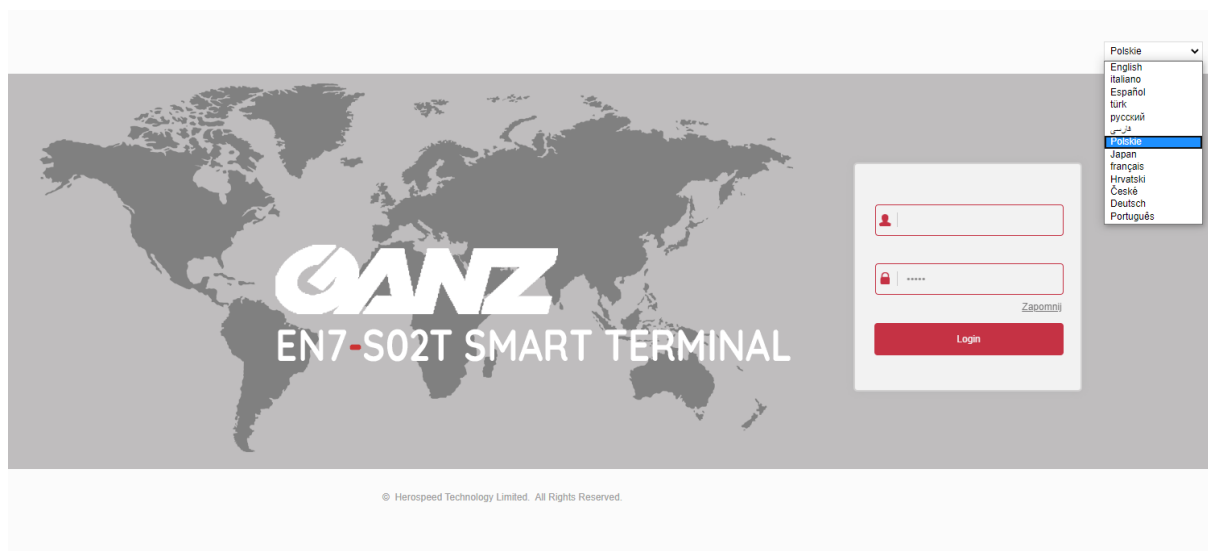 Polskie
English
italiano
Español
türk
русский
فارسی
Polskie
Japan
français
Hrvatski
České
Deutsch
Português
GANZ
EN7-S02T SMART TERMINAL
Zapomnij
Login
© Herospeed Technology Limited. All Rights Reserved.